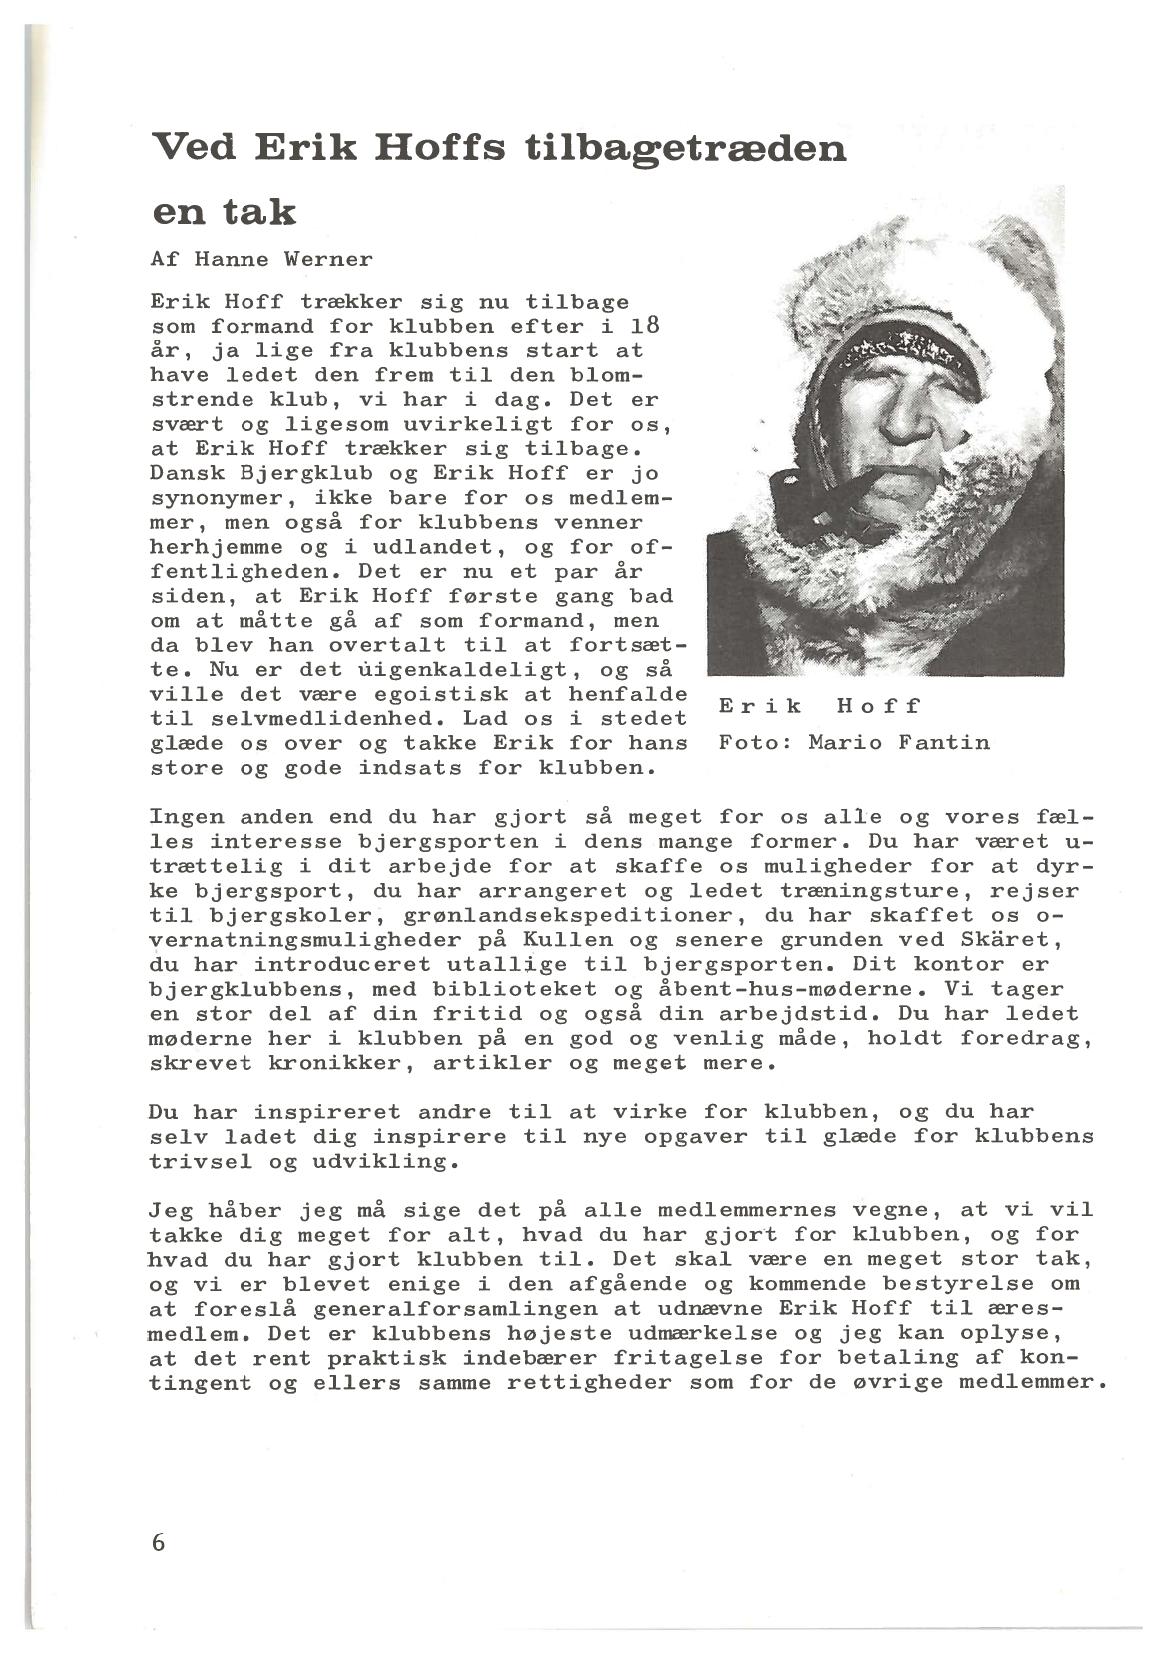 Ved Erik Hoffs tilbagetræden
en tak
Af Hanne Werner
Erik Hoff trækker sig nu tilbage
som formand for klubben efter i 18
år, ja lige fra klubbens start at
have ledet den frem til den blom-
strende klub, vi har i dag. Det er
svært og ligesom uvirkeligt for os,
at Erik Hoff trækker sig tilbage.
Dansk Bjergklub og Erik Hoff er jo
synonymer, ikke bare for os medlem-
mer, men også for klubbens venner
herhjemme og i udlandet, og for of-
fentligheden. Det er nu et par år
siden, at Erik Hoff første gang bad
om at måtte gå af som formand, men
da blev han overtalt til at fortsæt-
te. Nu er det uigenkaldeligt, og så
ville det være egoistisk at henfalde
til selvmedlidenhed. Lad os i stedet
glæde os over og takke Erik for hans
store og gode indsats for klubben.
Erik Hoff
Foto: Mario Fantin
Ingen anden end du har gjort så meget for os alle og vores fæl-
les interesse bjergsporten i dens mange former. Du har været u-
trættelig i dit arbejde for at skaffe os muligheder for at dyr-
ke bjergsport, du har arrangeret og ledet træningsture, rejser
til bjergskoler, grønlandsekspeditioner, du har skaffet os o-
vernatningsmuligheder på Kullen og senere grunden ved Skäret,
du har introduceret utallige til bjergsporten. Dit kontor er
bjergklubbens, med biblioteket og åbent-hus-møderne. Vi tager
en stor del af din fritid og også din arbejdstid. Du har ledet
møderne her i klubben på en god og venlig måde, holdt foredrag,
skrevet kronikker, artikler og meget mere.
Du har inspireret andre til at virke for klubben, og du har
selv ladet dig inspirere til nye opgaver til glæde for klubbens
trivsel og udvikling.
Jeg håber jeg må sige det på alle medlemmernes vegne, at vi vil
takke dig meget for alt, hvad du har gjort for klubben, og for
hvad du har gjort klubben til. Det skal være en meget stor tak,
og vi er blevet enige i den afgående og kommende bestyrelse om
at foreslå generalforsamlingen at udnævne Erik Hoff til æres-
medlem. Det er klubbens højeste udmærkelse og jeg kan oplyse,
at det rent praktisk indebærer fritagelse for betaling af kon-
tingent og ellers samme rettigheder som for de øvrige medlemmer.
6